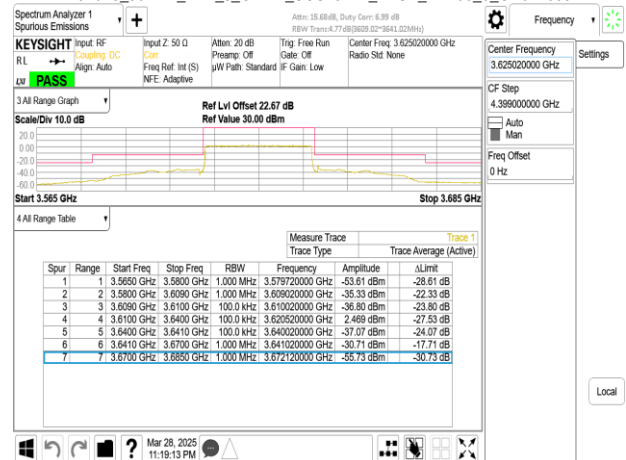 Spectrum Analyzer 1
Spurious Emissions
Attn: 15.68dB, Duty Corr: 6.99 dB
RBW Trans:4.77dB(3609.02~3641.02MHz)
Frequency
KEYSIGHT Input: RF Input Z: 50 Ω Atten: 20 dB Trig: Free Run Center Freq: 3.625020000 GHz
RL Coupling: DC Corr Preamp: Off Gate: Off Radio Std: None
Align: Auto Freq Ref: Int (S) µW Path: Standard IF Gain: Low
LXI PASS NFE: Adaptive
Center Frequency
3.625020000 GHz
Settings
CF Step
4.399000000 GHz
Auto
Man
Freq Offset
0 Hz
3 All Range Graph
Ref Lvl Offset 22.67 dB
Scale/Div 10.0 dB Ref Value 30.00 dBm
20.0
0.00
-20.0
-40.0
-60.0
Start 3.565 GHz Stop 3.685 GHz
4 All Range Table
Measure Trace Trace 1
Trace Type Trace Average (Active)
Spur Range Start Freq Stop Freq RBW Frequency Amplitude ΔLimit
1 1 3.5650 GHz 3.5800 GHz 1.000 MHz 3.579720000 GHz -53.61 dBm -28.61 dB
2 2 3.5800 GHz 3.6090 GHz 1.000 MHz 3.609020000 GHz -35.33 dBm -22.33 dB
3 3 3.6090 GHz 3.6100 GHz 100.0 kHz 3.610020000 GHz -36.80 dBm -23.80 dB
4 4 3.6100 GHz 3.6400 GHz 100.0 kHz 3.620520000 GHz 2.469 dBm -27.53 dB
5 5 3.6400 GHz 3.6410 GHz 100.0 kHz 3.640020000 GHz -37.07 dBm -24.07 dB
6 6 3.6410 GHz 3.6700 GHz 1.000 MHz 3.641020000 GHz -30.71 dBm -17.71 dB
7 7 3.6700 GHz 3.6850 GHz 1.000 MHz 3.672120000 GHz -55.73 dBm -30.73 dB
Local
Mar 28, 2025
11:19:13 PM